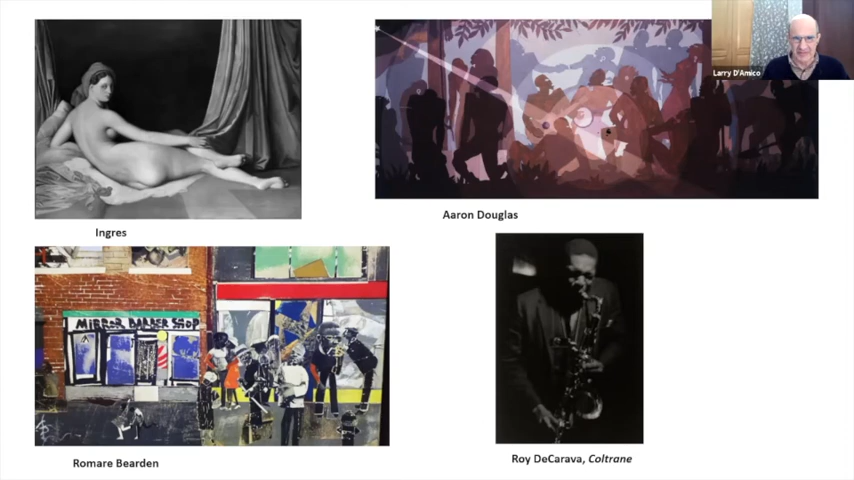 Larry D'Amico
Ingres
Aaron Douglas
MIRROR BARBER SHOP
Romare Bearden
Roy DeCarava, Coltrane